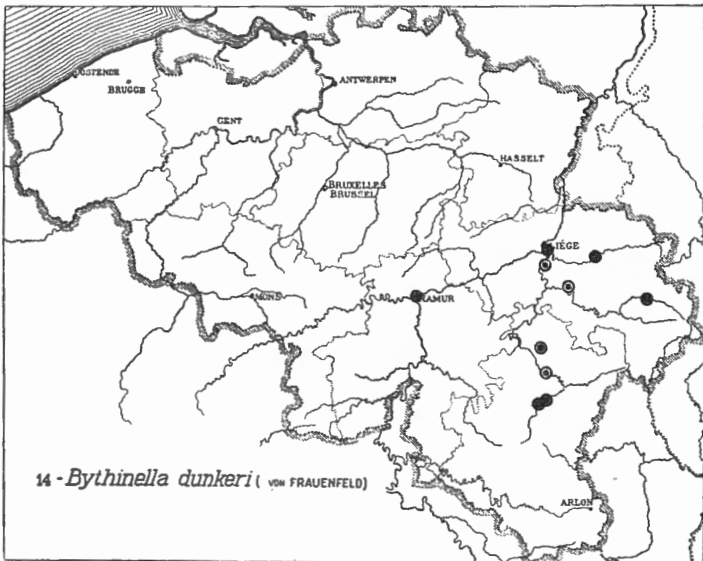 OSTENDE
BRUGGE
ANTWERPEN
GENT
HASSELT
BRUXELLES
BRUSSEL
LIÉGE
MONS
NAMUR
14 - Bythinella dunkeri ( VON FRAUENFELD)
ARLON